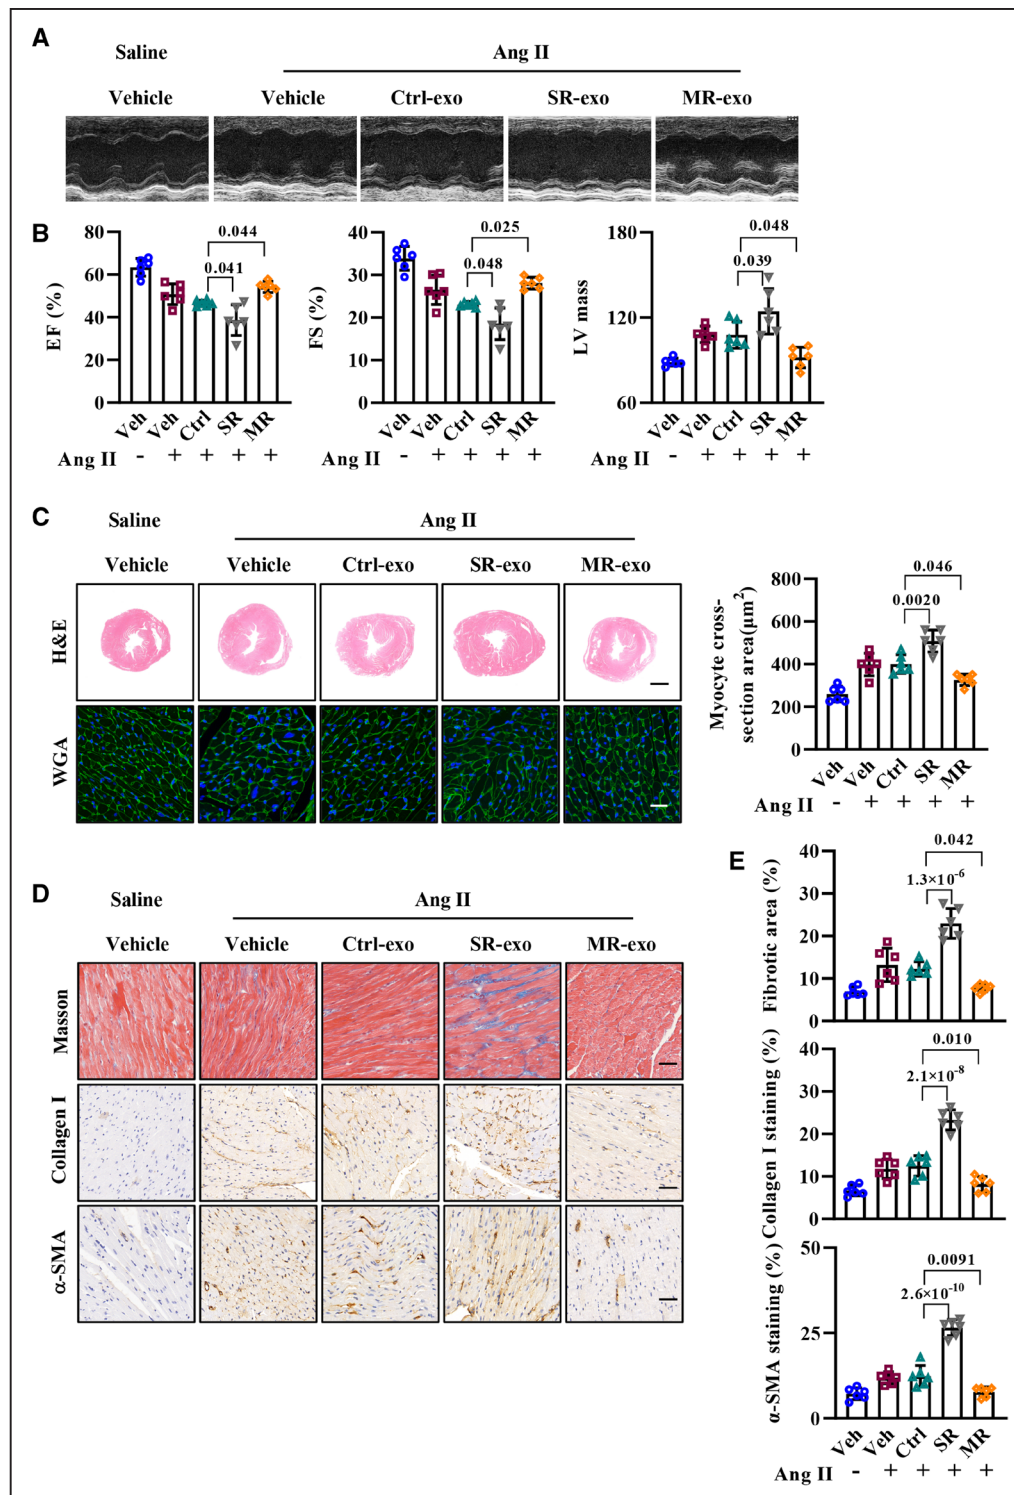 A
Saline
Ang II
Vehicle
Vehicle
Ctrl-exo
SR-exo
MR-exo
B
EF (%)
80
60
40
20
0
0.044
0.041
Veh
Veh
Ctrl
SR
MR
Ang II
-
+
+
+
+
FS (%)
40
30
20
10
0
0.025
0.048
Veh
Veh
Ctrl
SR
MR
Ang II
-
+
+
+
+
LV mass
180
120
60
0.048
0.039
Veh
Veh
Ctrl
SR
MR
Ang II
-
+
+
+
+
C
Saline
Ang II
Vehicle
Vehicle
Ctrl-exo
SR-exo
MR-exo
H&E
WGA
Myocyte cross-
section area(μm²)
800
600
400
200
0
0.046
0.0020
Veh
Veh
Ctrl
SR
MR
Ang II
-
+
+
+
+
D
Saline
Ang II
Vehicle
Vehicle
Ctrl-exo
SR-exo
MR-exo
Masson
Collagen I
α-SMA
E
Fibrotic area (%)
40
30
20
10
0
0.042
1.3×10⁻⁶
Collagen I staining (%)
40
30
20
10
0
0.010
2.1×10⁻⁸
α-SMA staining (%)
50
25
0
0.0091
2.6×10⁻¹⁰
Veh
Veh
Ctrl
SR
MR
Ang II
-
+
+
+
+